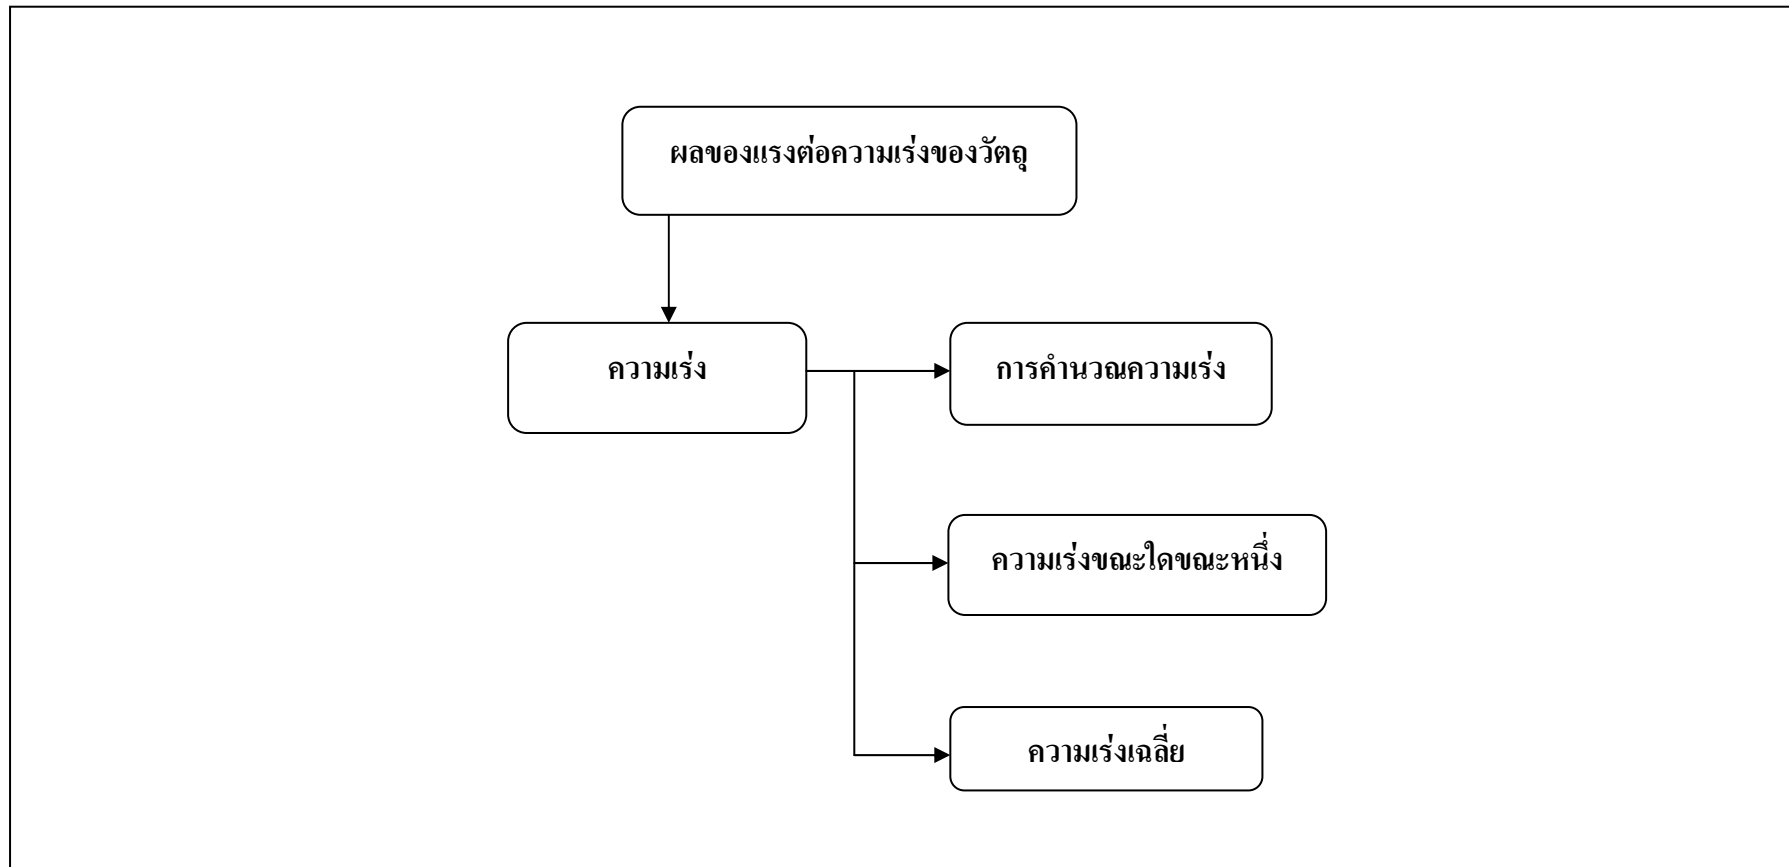 ผลของแรงต่อความเร่งของวัตถุ
ความเร่ง
การคำนวณความเร่ง
ความเร่งขณะใดขณะหนึ่ง
ความเร่งเฉลี่ย